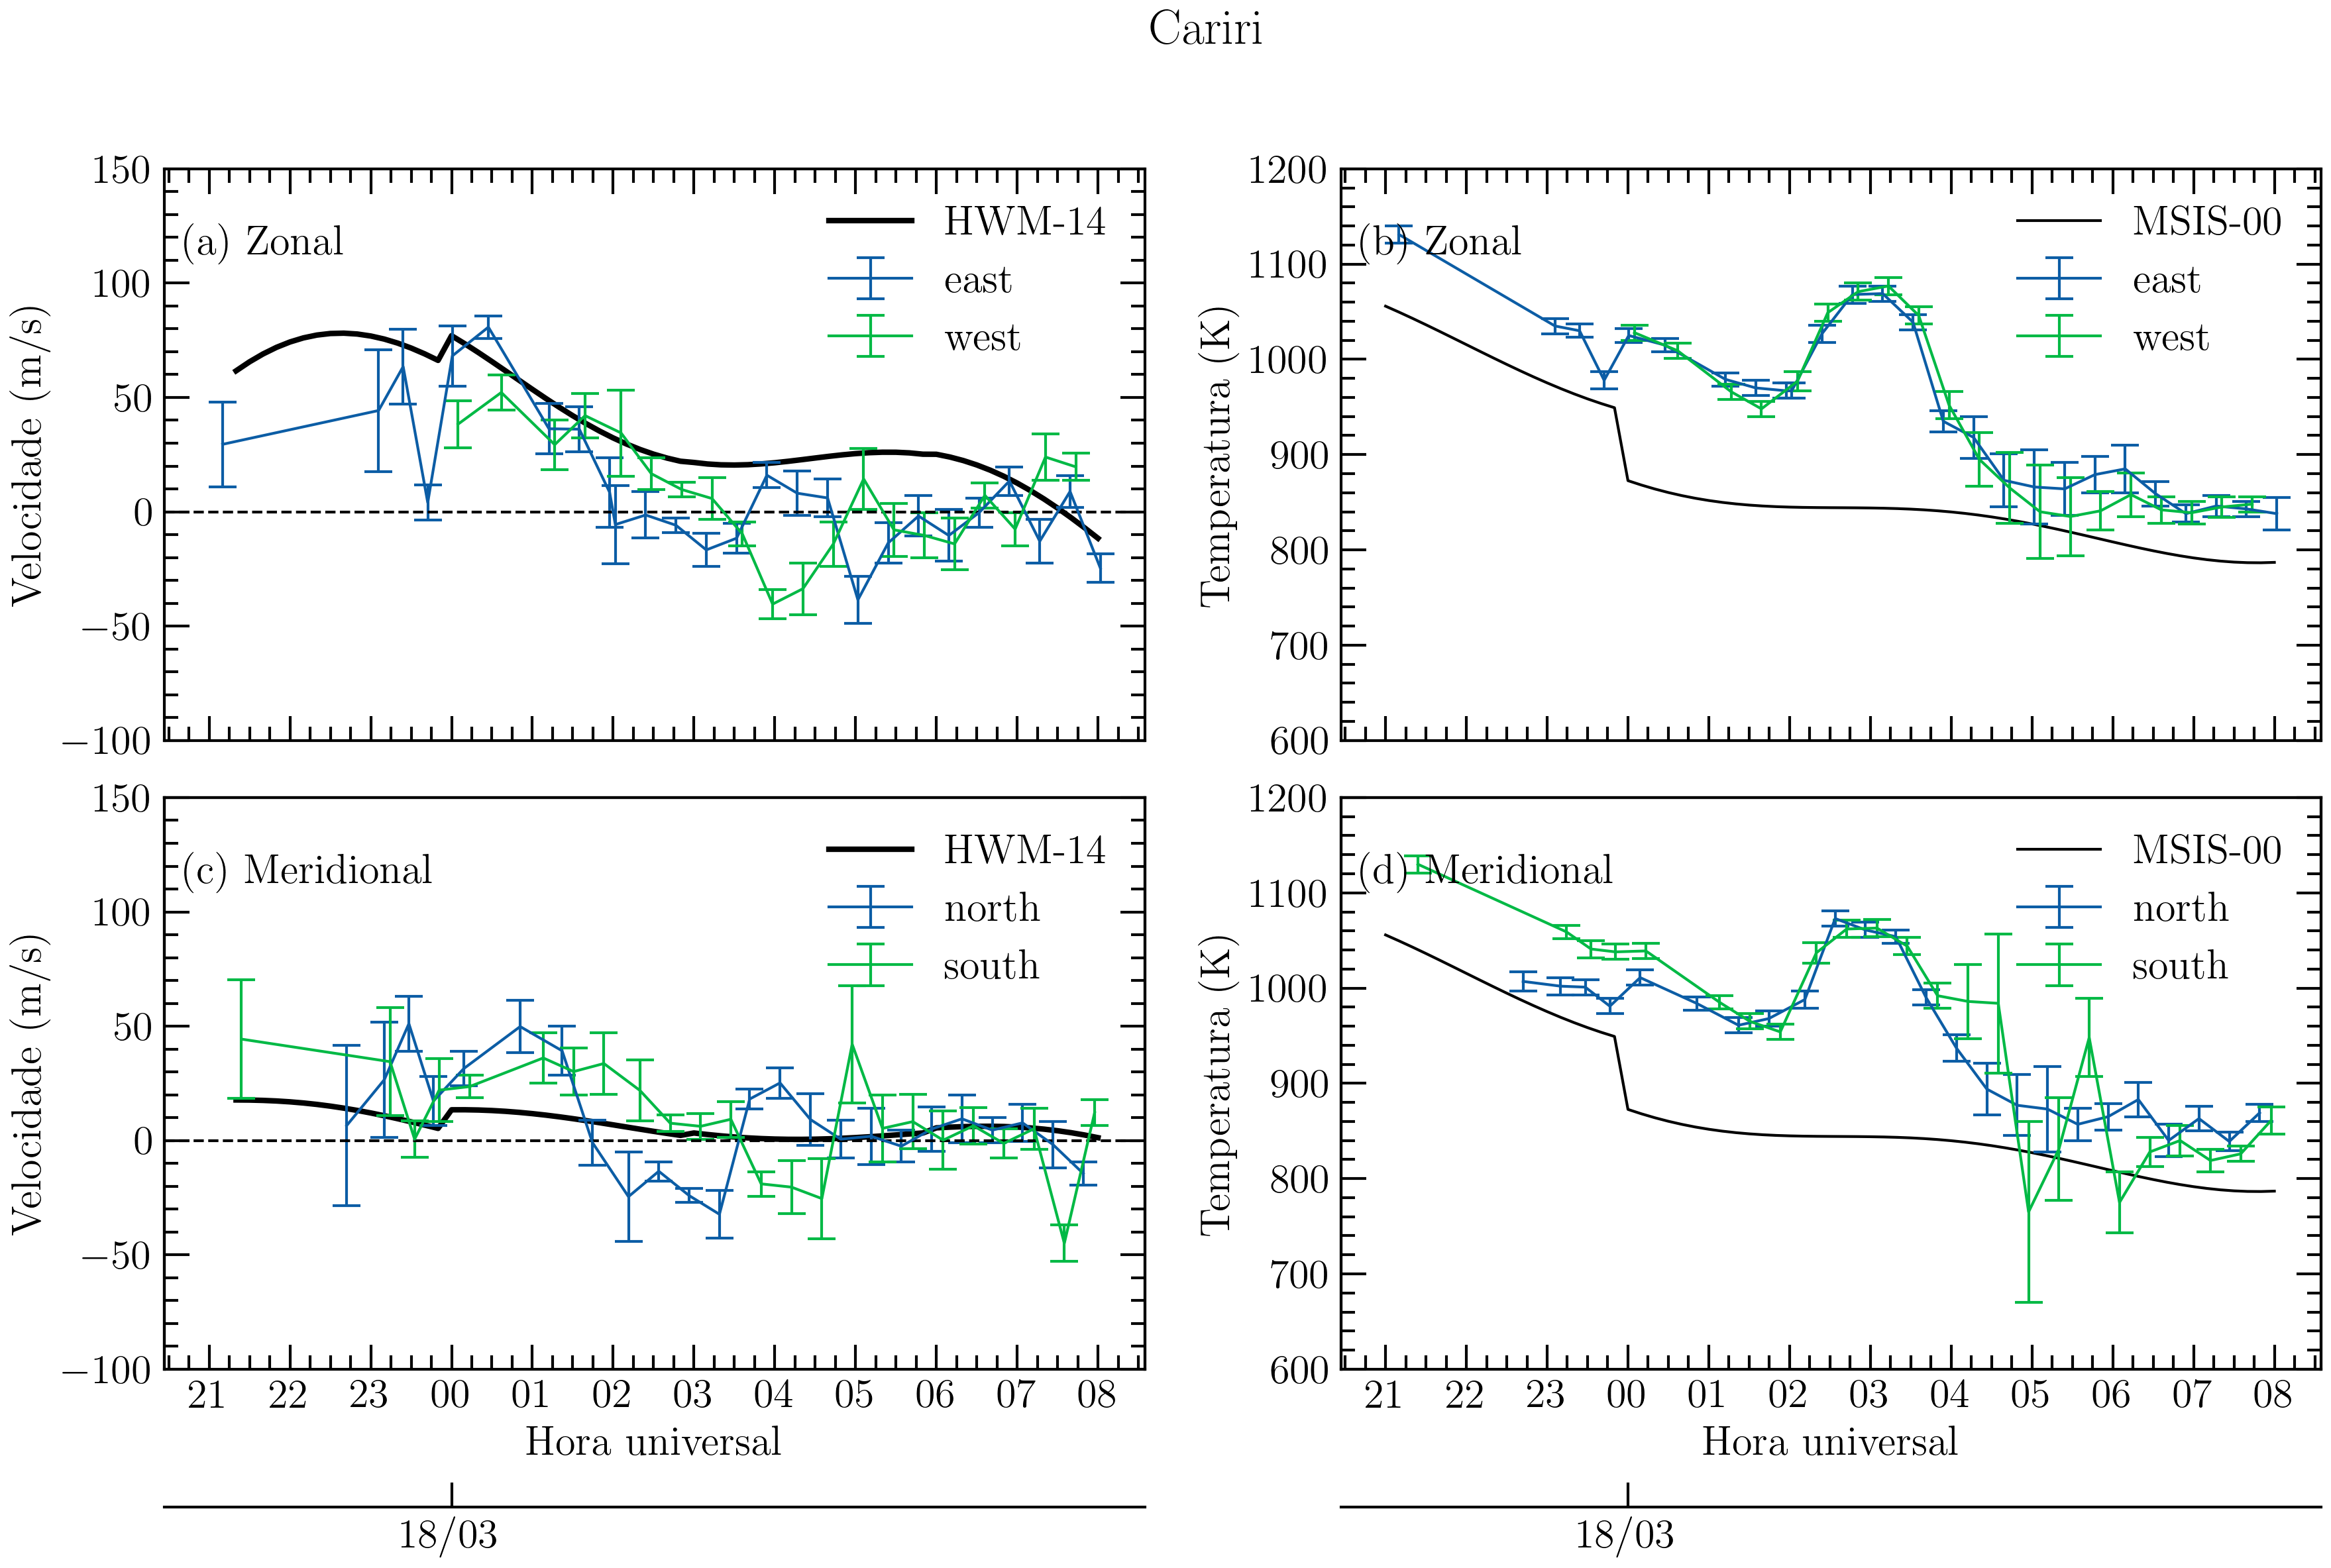 Cariri
150
100
50
0
−50
−100
Velocidade (m/s)
(a) Zonal
HWM-14
east
west
1200
1100
1000
900
800
700
600
Temperatura (K)
(b) Zonal
MSIS-00
east
west
150
100
50
0
−50
−100
Velocidade (m/s)
(c) Meridional
HWM-14
north
south
21 22 23 00 01 02 03 04 05 06 07 08
Hora universal
18/03
1200
1100
1000
900
800
700
600
Temperatura (K)
(d) Meridional
MSIS-00
north
south
21 22 23 00 01 02 03 04 05 06 07 08
Hora universal
18/03